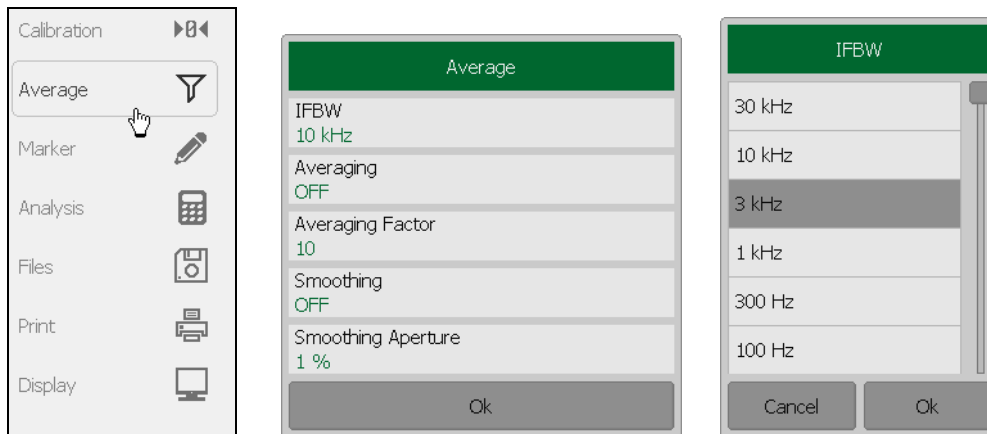 Calibration
Average
Marker
Analysis
Files
Print
Display
Average
IFBW
10 kHz
Averaging
OFF
Averaging Factor
10
Smoothing
OFF
Smoothing Aperture
1 %
Ok
IFBW
30 kHz
10 kHz
3 kHz
1 kHz
300 Hz
100 Hz
Cancel Ok